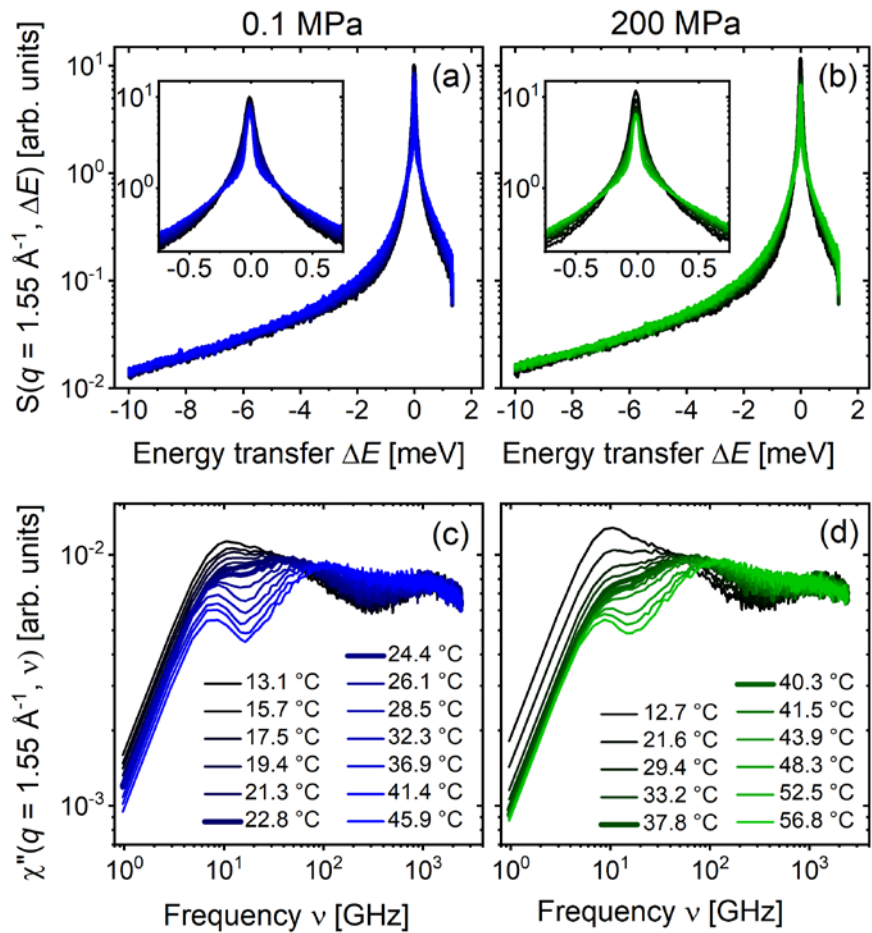 0.1 MPa
200 MPa
S(q = 1.55 Å⁻¹, ΔE) [arb. units]
(a)
10¹
10⁰
10⁻¹
10⁻²
10¹
10⁰
-0.5 0.0 0.5
-10 -8 -6 -4 -2 0 2
Energy transfer ΔE [meV]
(b)
10¹
10⁰
-0.5 0.0 0.5
-10 -8 -6 -4 -2 0 2
Energy transfer ΔE [meV]
χ"(q = 1.55 Å⁻¹, ν) [arb. units]
(c)
10⁻²
10⁻³
13.1 °C
15.7 °C
17.5 °C
19.4 °C
21.3 °C
22.8 °C
24.4 °C
26.1 °C
28.5 °C
32.3 °C
36.9 °C
41.4 °C
45.9 °C
10⁰ 10¹ 10² 10³
Frequency ν [GHz]
(d)
12.7 °C
21.6 °C
29.4 °C
33.2 °C
37.8 °C
40.3 °C
41.5 °C
43.9 °C
48.3 °C
52.5 °C
56.8 °C
10⁰ 10¹ 10² 10³
Frequency ν [GHz]